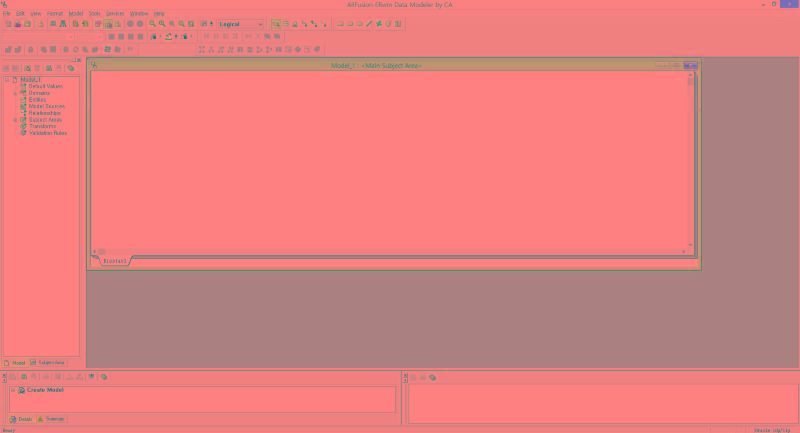 AllFusion ERwin Data Modeler by CA
File Edit View Format Model Tools Services Window Help
Logical
Model_1 : <Main Subject Area>
Model_1
Default Values
Domains
Entities
Model Sources
Relationships
Subject Areas
Transforms
Validation Rules
Display1
Model Subject Area
Create Model
Details Summary
Ready